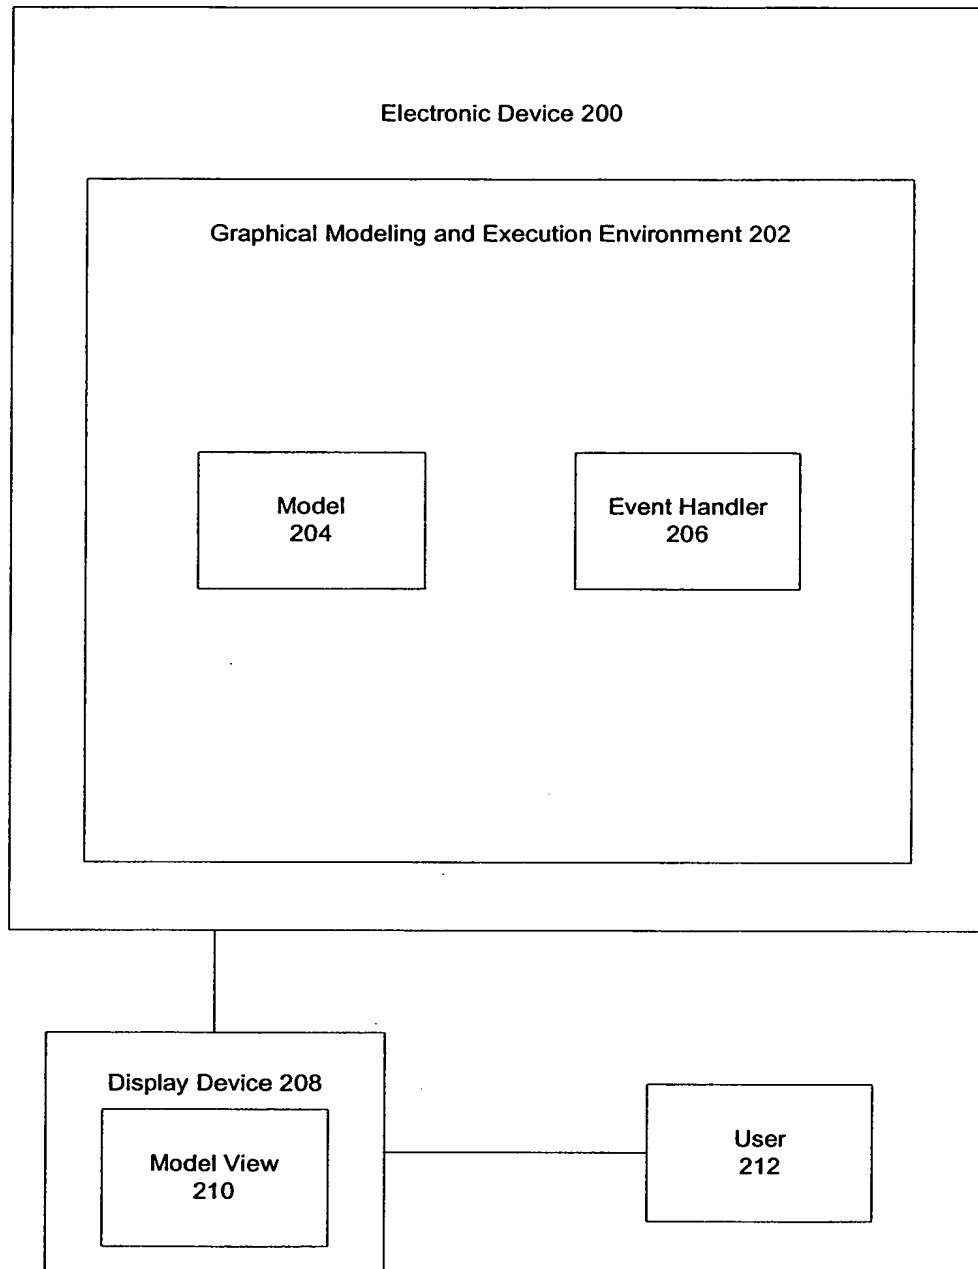 Electronic Device 200
Graphical Modeling and Execution Environment 202
Model
204
Event Handler
206
Display Device 208
Model View
210
User
212